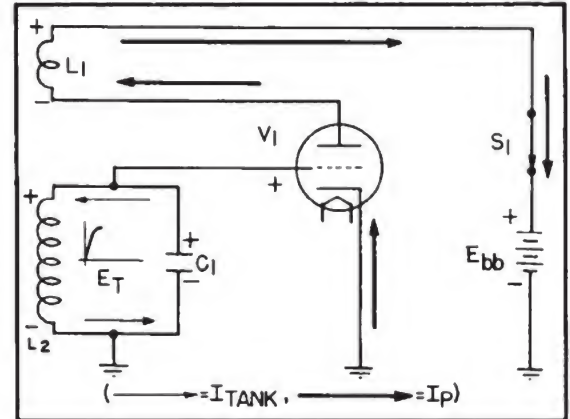 +
L1
-
V1
+
S1
+
Ebb
-
+
ET
+
C1
-
-
L2
( → =ITANK, → =IP)